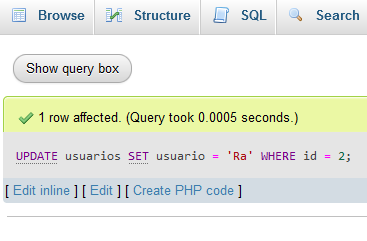 Browse Structure SQL Search
Show query box
1 row affected. (Query took 0.0005 seconds.)
UPDATE usuarios SET usuario = 'Ra' WHERE id = 2;
[ Edit inline ] [ Edit ] [ Create PHP code ]